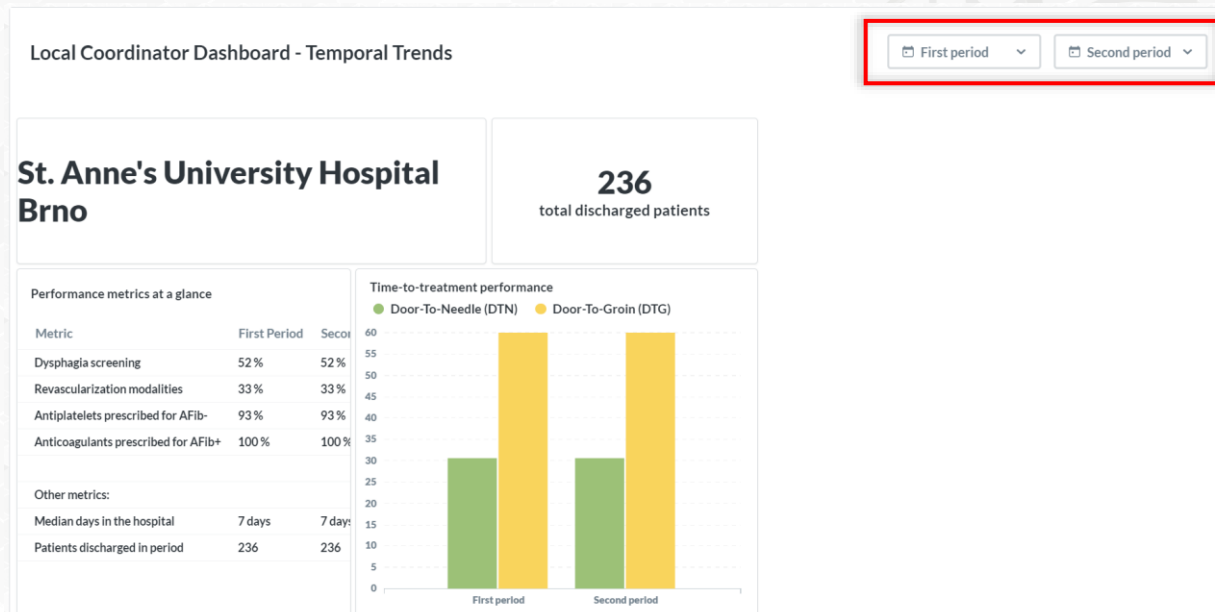 Local Coordinator Dashboard - Temporal Trends
First period
Second period
St. Anne's University Hospital
Brno
236
total discharged patients
Performance metrics at a glance
Metric First Period Secon
Dysphagia screening 52 % 52 %
Revascularization modalities 33 % 33 %
Antiplatelets prescribed for AFib- 93 % 93 %
Anticoagulants prescribed for AFib+ 100 % 100 %
Other metrics:
Median days in the hospital 7 days 7 days
Patients discharged in period 236 236
Time-to-treatment performance
Door-To-Needle (DTN) Door-To-Groin (DTG)
60
55
50
45
40
35
30
25
20
15
10
5
0
First period Second period